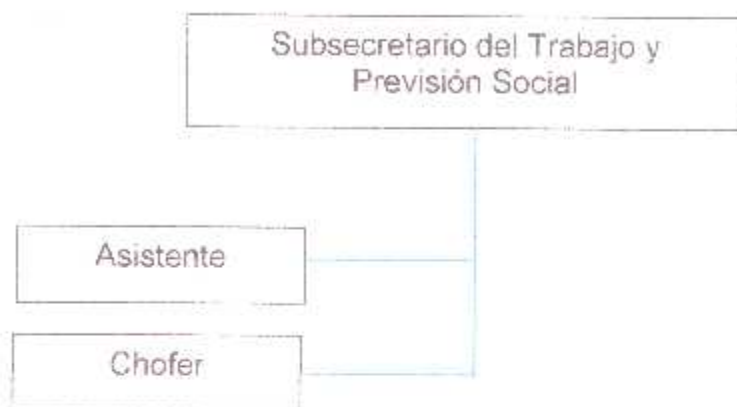 Subsecretario del Trabajo y
Previsión Social
Asistente
Chofer